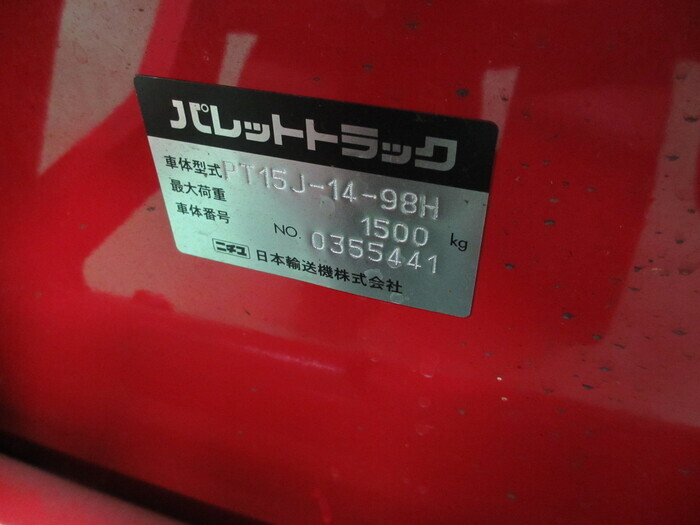 パレットトラック
車体型式 PT15J-14-98H
最大荷重 1500 kg
車体番号 NO. 0355441
ニチユ 日本輸送機株式会社